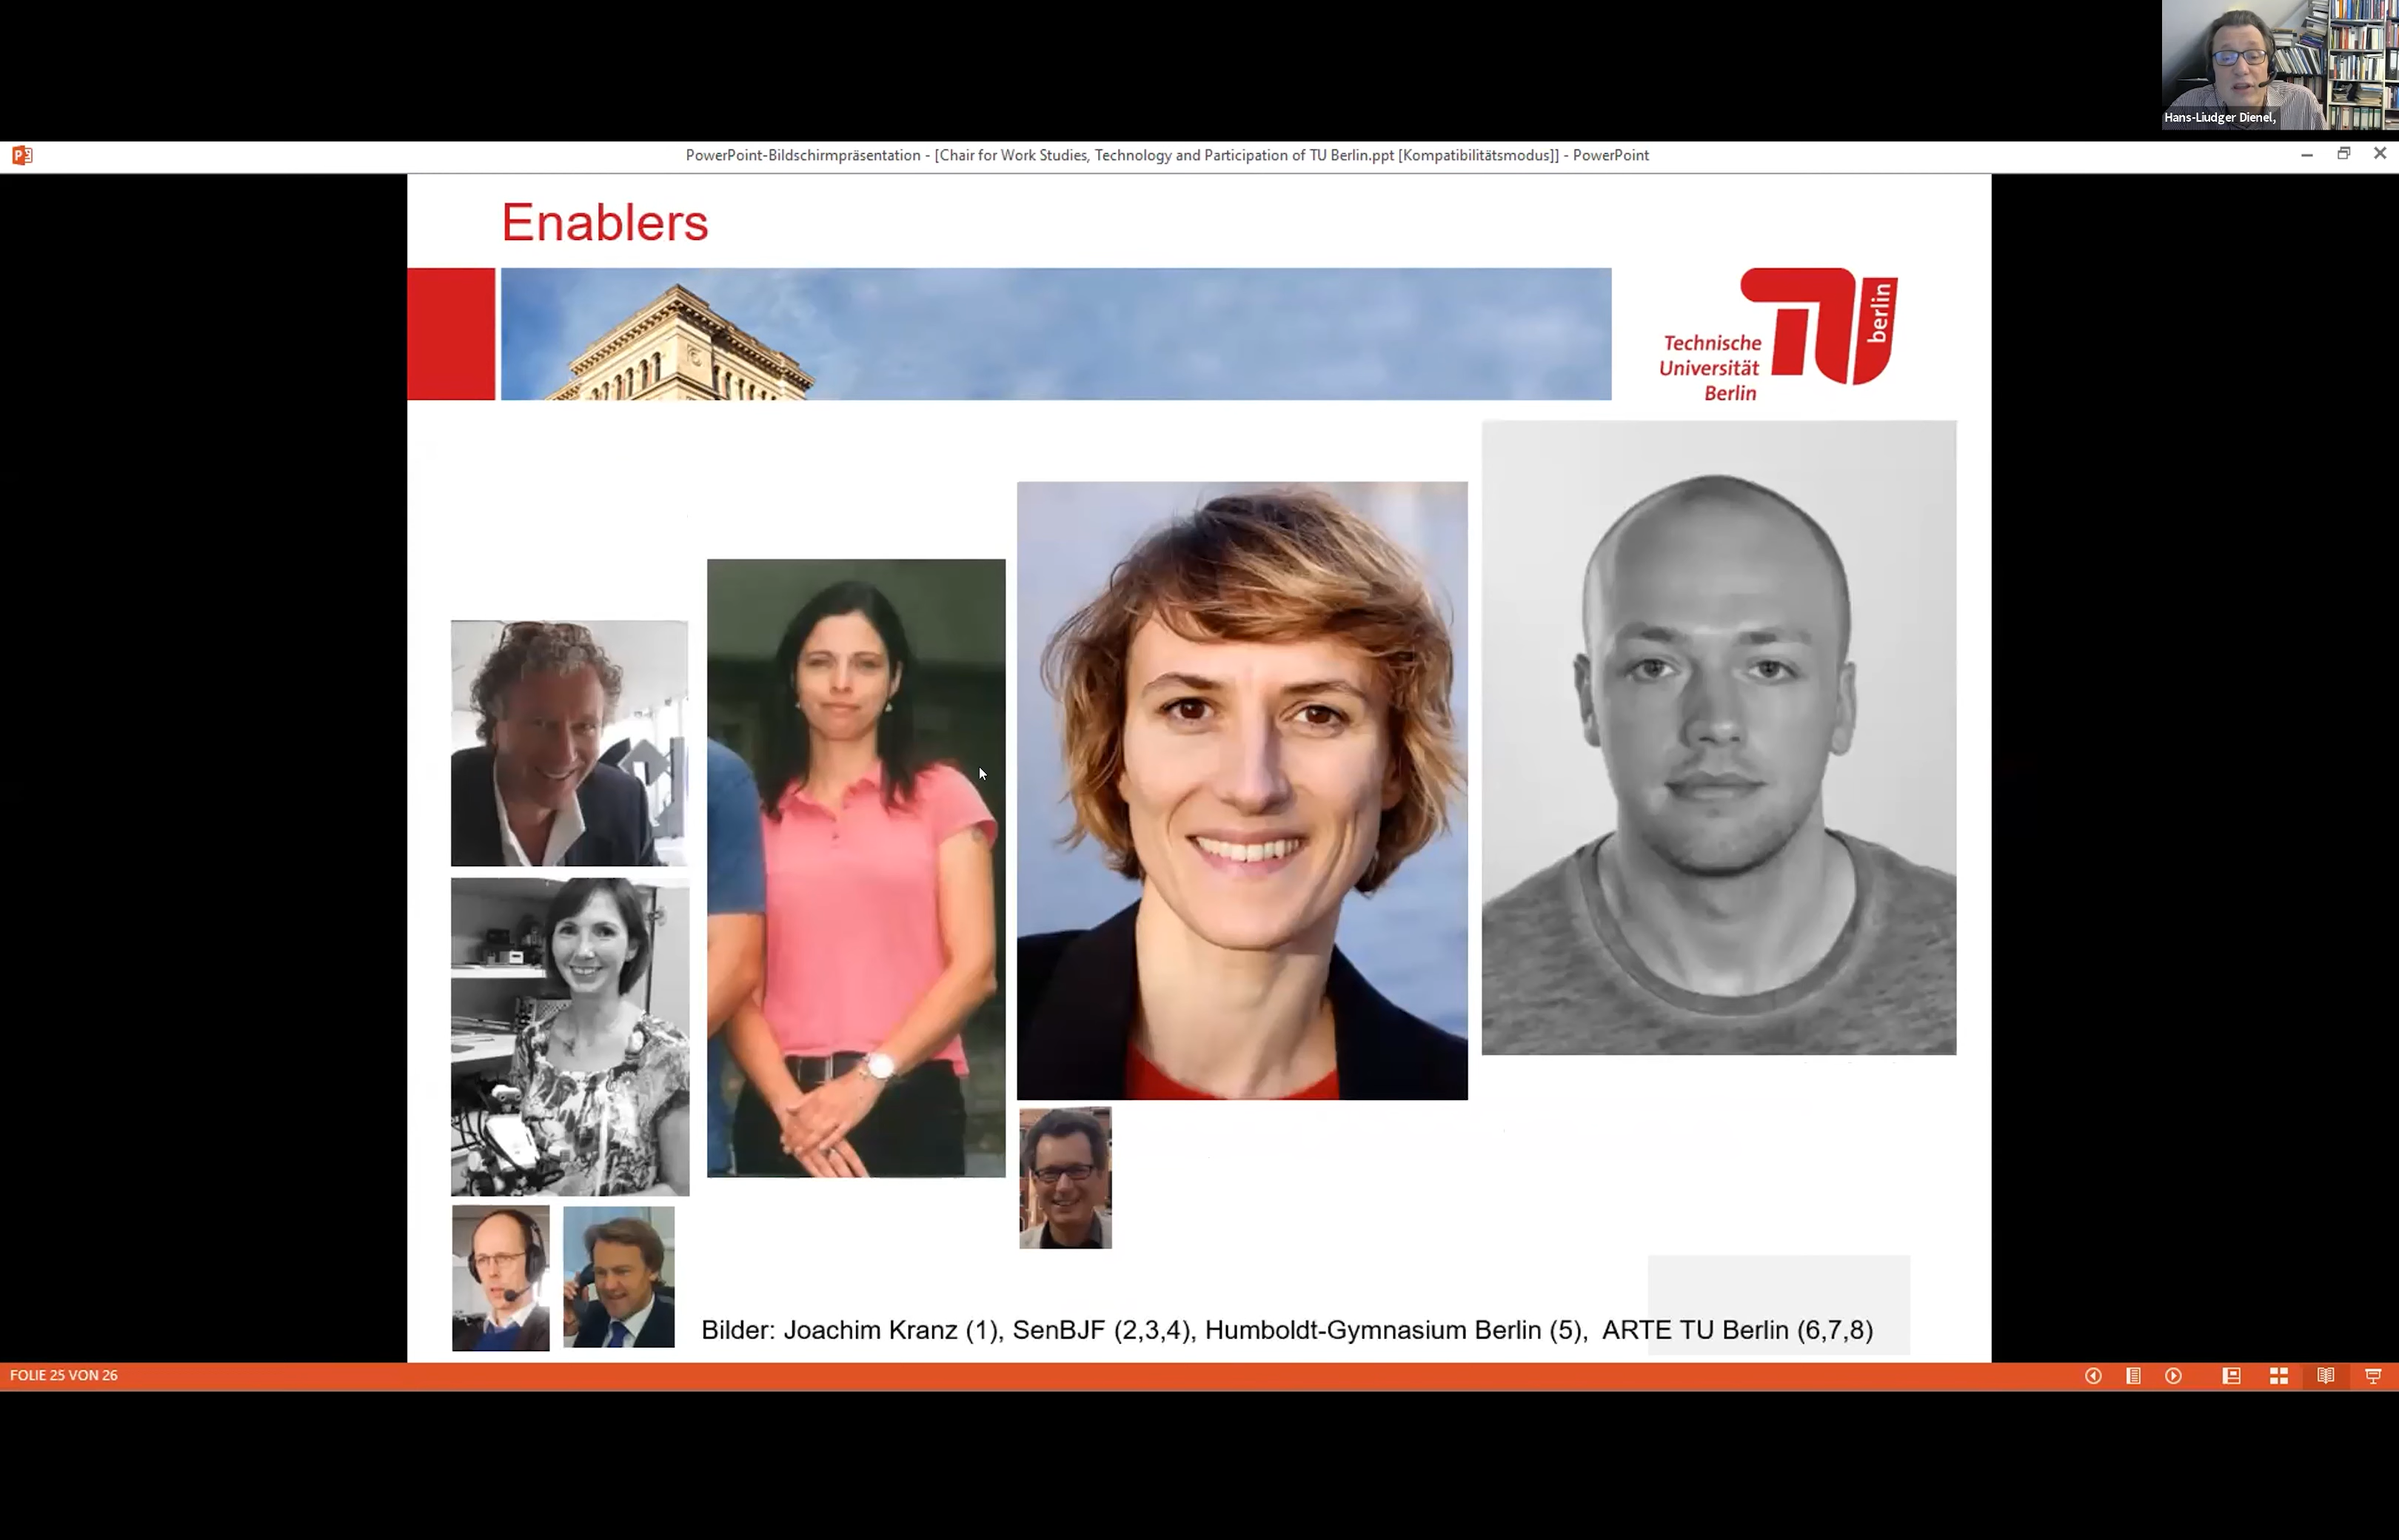 Hans-Liudger Dienel,
PowerPoint-Bildschirmpräsentation - [Chair for Work Studies, Technology and Participation of TU Berlin.ppt [Kompatibilitätsmodus]] - PowerPoint
Enablers
Technische
Universität
Berlin
berlin
Bilder: Joachim Kranz (1), SenBJF (2,3,4), Humboldt-Gymnasium Berlin (5), ARTE TU Berlin (6,7,8)
FOLIE 25 VON 26